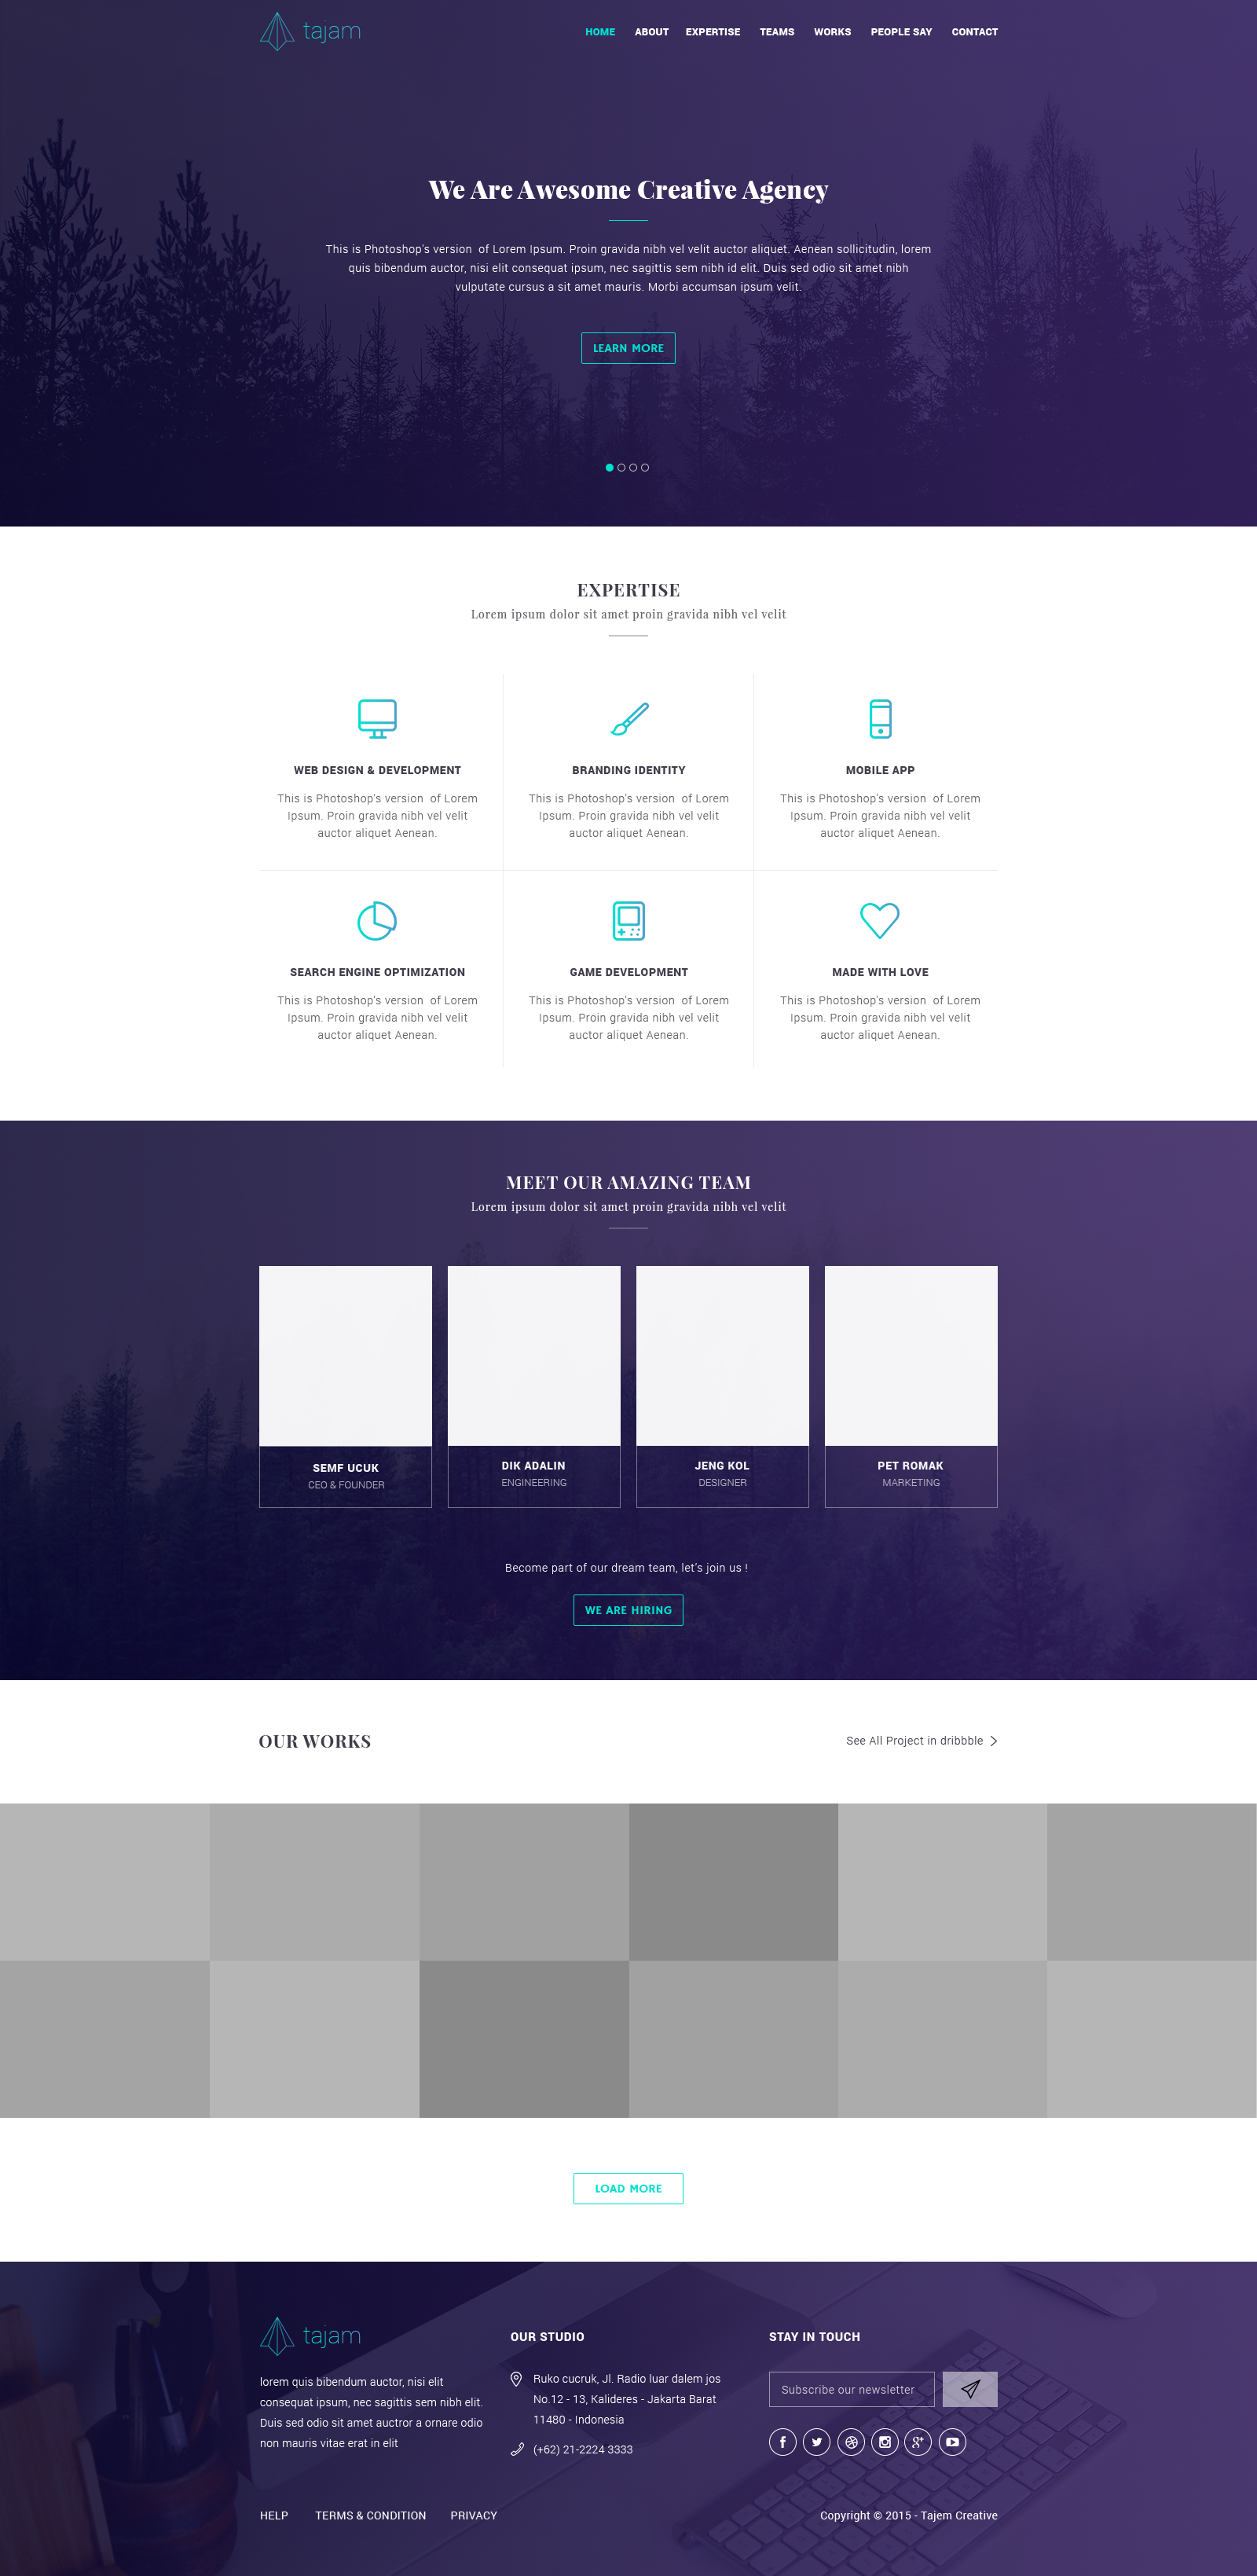 tajam
HOME ABOUT EXPERTISE TEAMS WORKS PEOPLE SAY CONTACT
We Are Awesome Creative Agency
This is Photoshop's version of Lorem Ipsum. Proin gravida nibh vel velit auctor aliquet. Aenean sollicitudin, lorem
quis bibendum auctor, nisi elit consequat ipsum, nec sagittis sem nibh id elit. Duis sed odio sit amet nibh
vulputate cursus a sit amet mauris. Morbi accumsan ipsum velit.
LEARN MORE
EXPERTISE
Lorem ipsum dolor sit amet proin gravida nibh vel velit
WEB DESIGN & DEVELOPMENT
This is Photoshop's version of Lorem
Ipsum. Proin gravida nibh vel velit
auctor aliquet Aenean.
BRANDING IDENTITY
This is Photoshop's version of Lorem
Ipsum. Proin gravida nibh vel velit
auctor aliquet Aenean.
MOBILE APP
This is Photoshop's version of Lorem
Ipsum. Proin gravida nibh vel velit
auctor aliquet Aenean.
SEARCH ENGINE OPTIMIZATION
This is Photoshop's version of Lorem
Ipsum. Proin gravida nibh vel velit
auctor aliquet Aenean.
GAME DEVELOPMENT
This is Photoshop's version of Lorem
Ipsum. Proin gravida nibh vel velit
auctor aliquet Aenean.
MADE WITH LOVE
This is Photoshop's version of Lorem
Ipsum. Proin gravida nibh vel velit
auctor aliquet Aenean.
MEET OUR AMAZING TEAM
Lorem ipsum dolor sit amet proin gravida nibh vel velit
SEMF UCUK
CEO & FOUNDER
DIK ADALIN
ENGINEERING
JENG KOL
DESIGNER
PET ROMAK
MARKETING
Become part of our dream team, let's join us !
WE ARE HIRING
OUR WORKS
See All Project in dribbble
LOAD MORE
tajam
lorem quis bibendum auctor, nisi elit
consequat ipsum, nec sagittis sem nibh elit.
Duis sed odio sit amet auctror a ornare odio
non mauris vitae erat in elit
OUR STUDIO
Ruko cucruk, Jl. Radio luar dalem jos
No.12 - 13, Kalideres - Jakarta Barat
11480 - Indonesia
(+62) 21-2224 3333
STAY IN TOUCH
Subscribe our newsletter
HELP TERMS & CONDITION PRIVACY
Copyright © 2015 - Tajem Creative